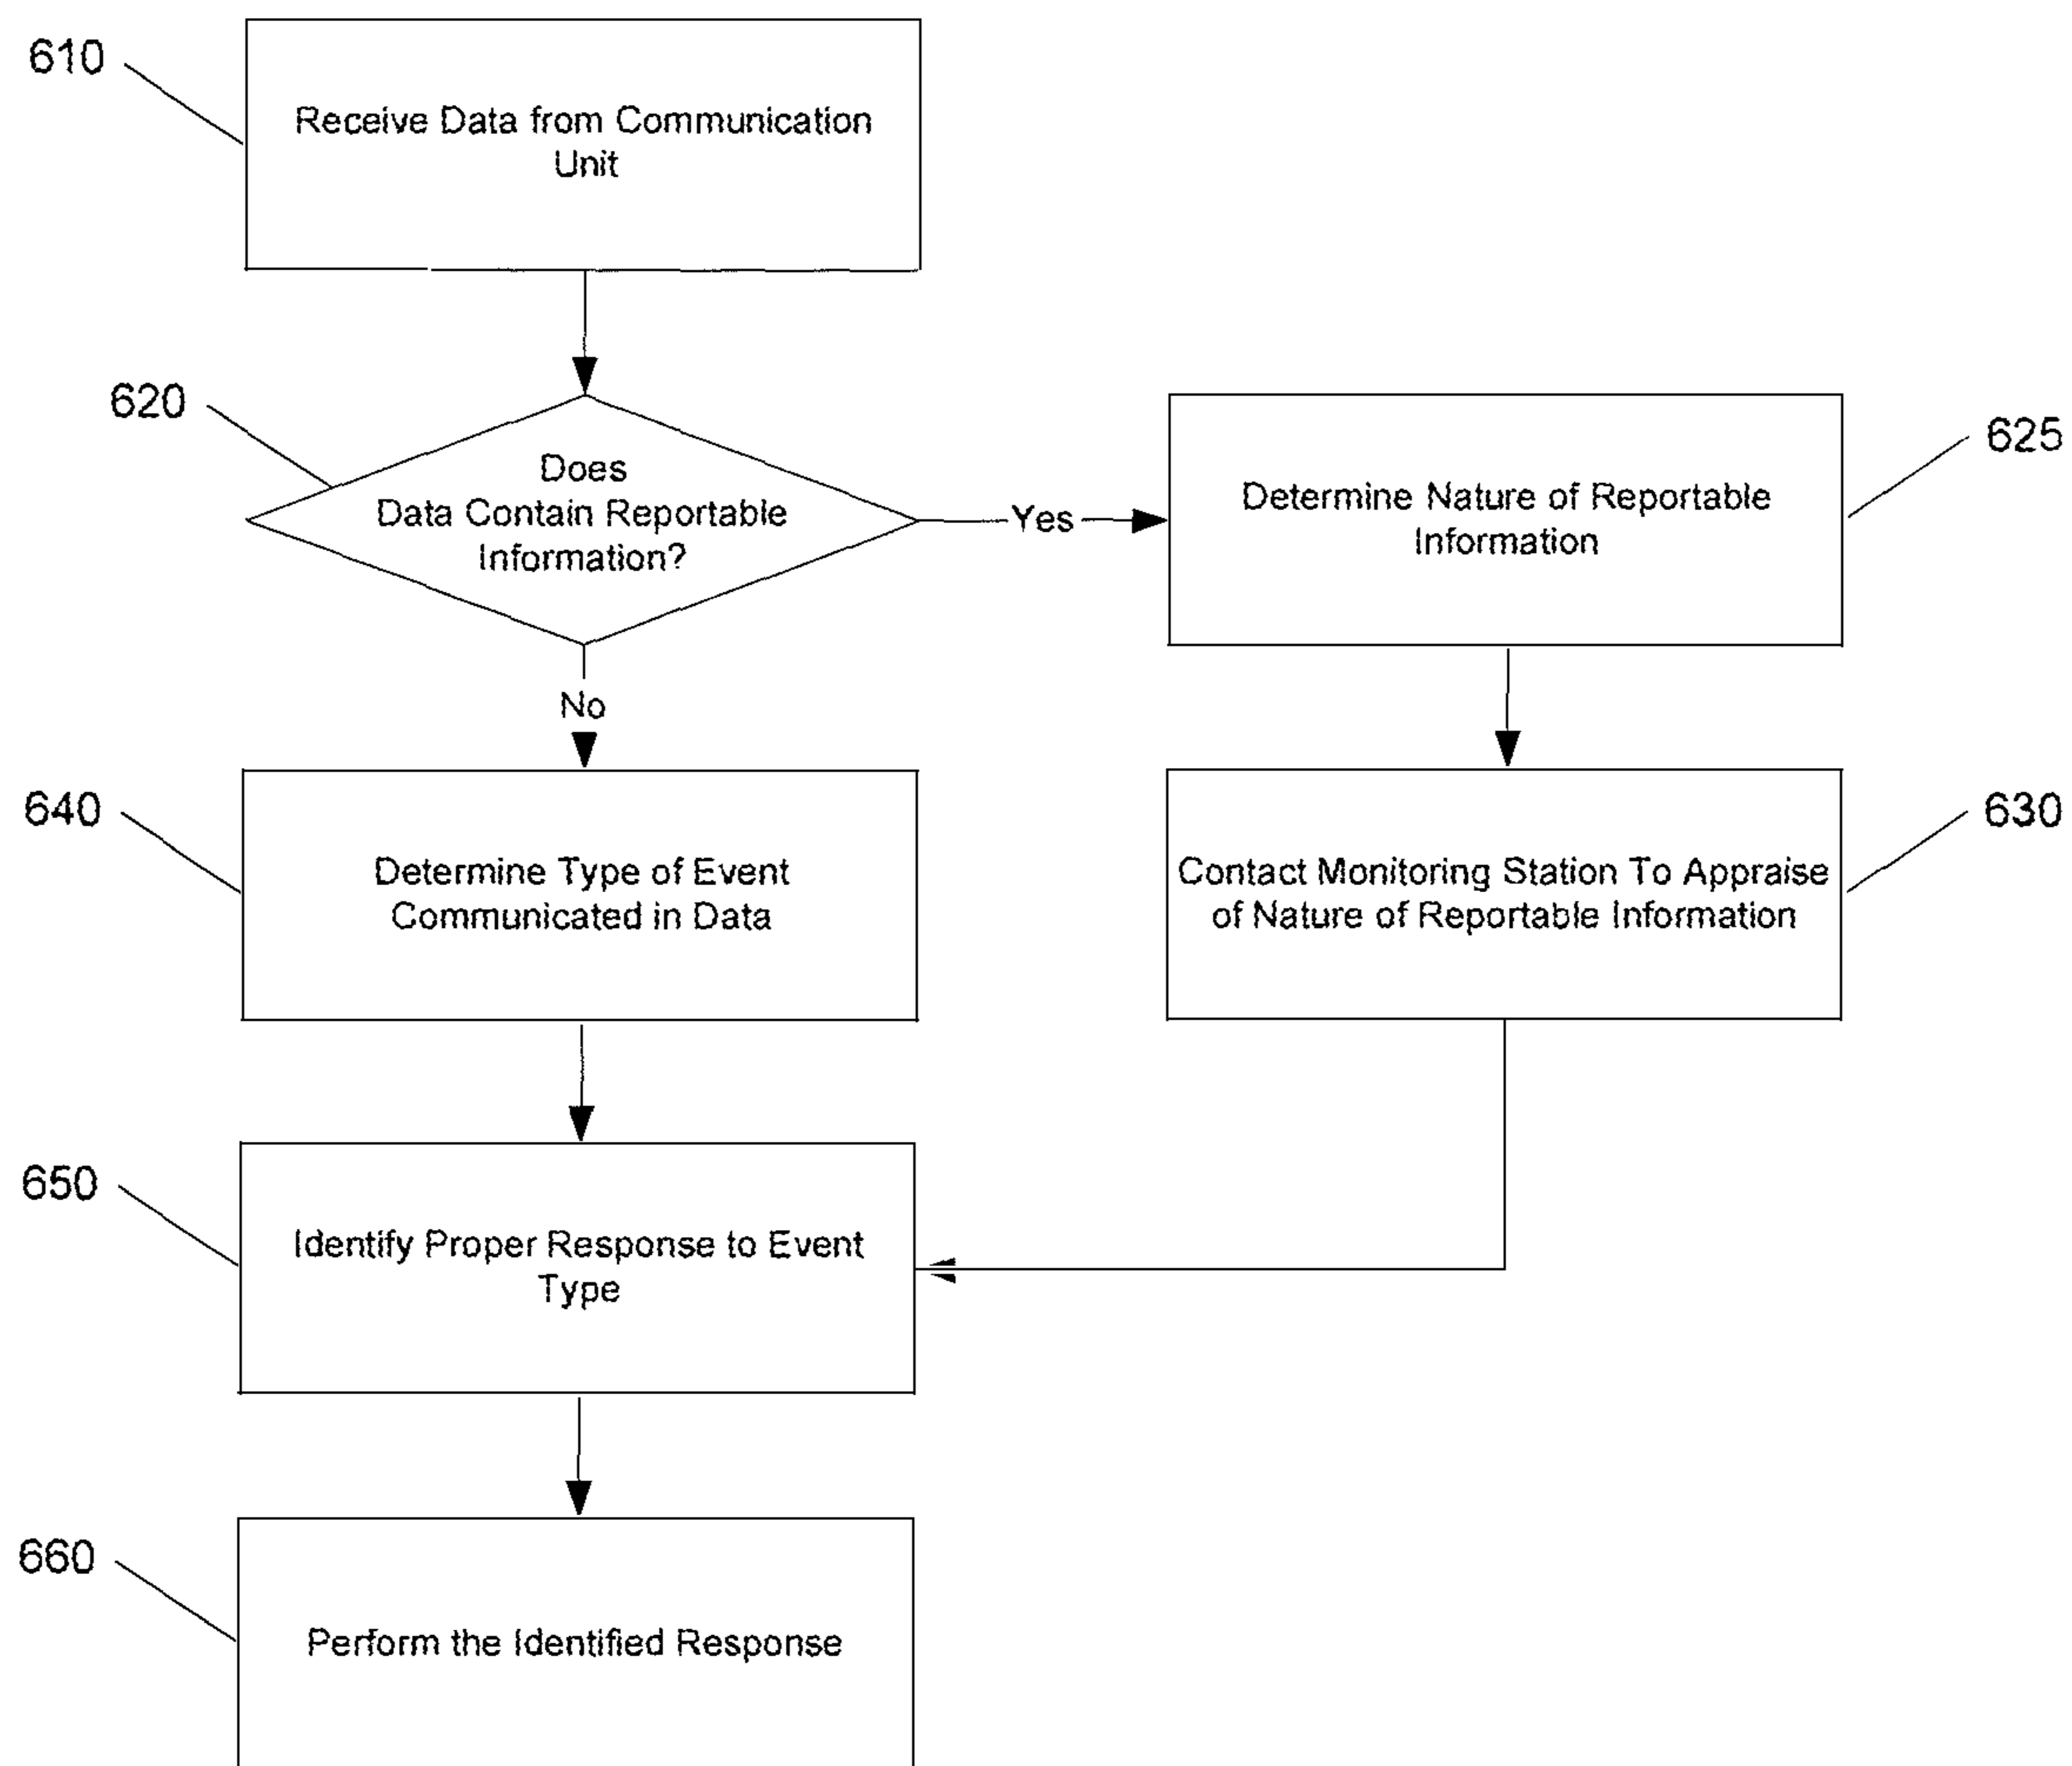 610
Receive Data from Communication
Unit
620
Does
Data Contain Reportable
Information?
Yes
625
Determine Nature of Reportable
Information
No
640
Determine Type of Event
Communicated in Data
630
Contact Monitoring Station To Appraise
of Nature of Reportable Information
650
Identify Proper Response to Event
Type
660
Perform the Identified Response